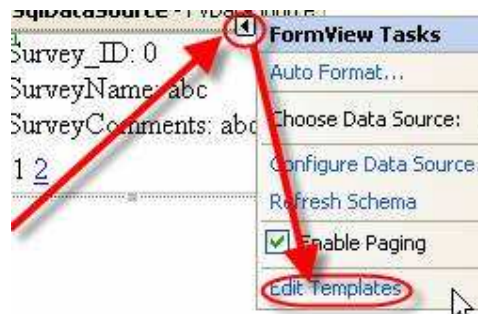 SqlDataSource - FvDataSource
FormView Tasks
Survey_ID: 0
Auto Format...
SurveyName: abc
SurveyComments: abc
Choose Data Source:
1 2
Configure Data Source
Refresh Schema
Enable Paging
Edit Templates